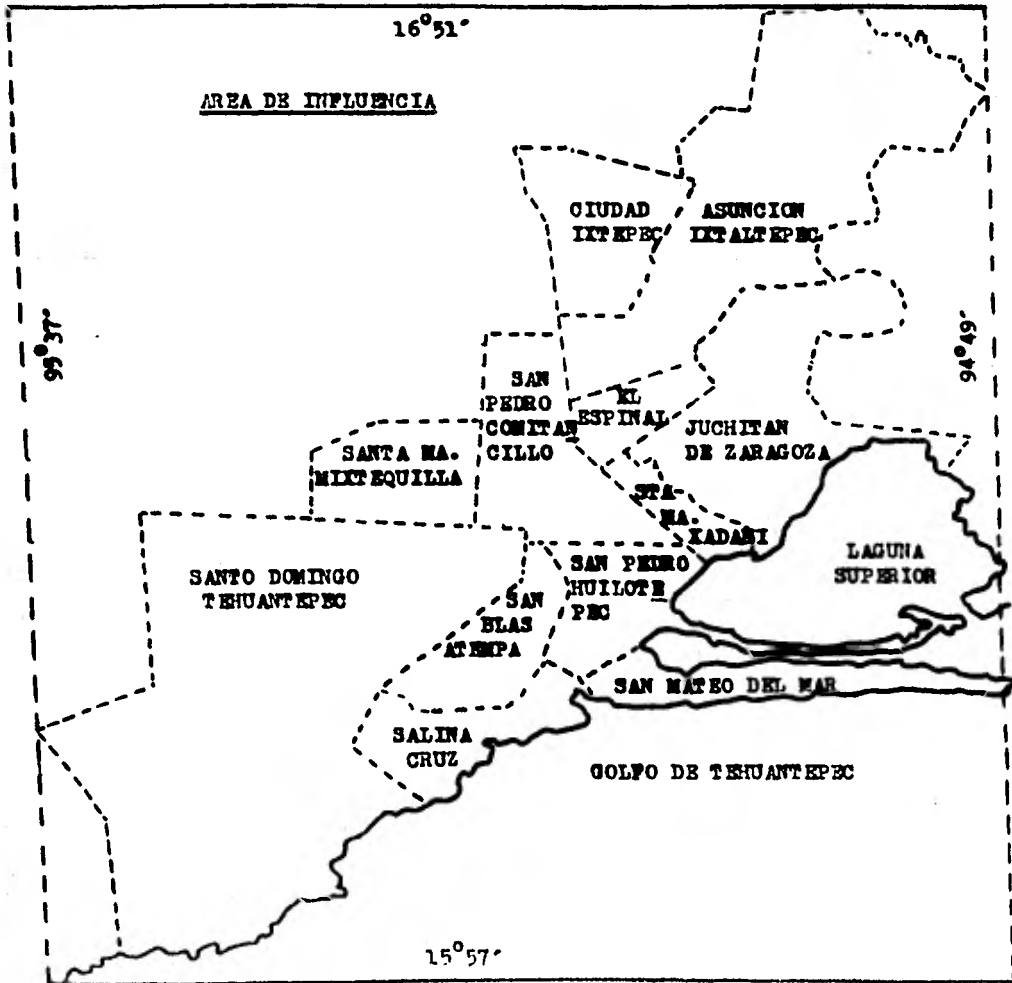 16°51'
AREA DE INFLUENCIA
CIUDAD
IXTEPEC
ASUNCION
IXTALTEPEC
95°37'
94°49'
SAN
PEDRO
COMITAN
CILLO
EL
ESPINAL
JUCHITAN
DE ZARAGOZA
SANTA MA.
MIXTEQUILLA
STA-
MA.
XADANI
LAGUNA
SUPERIOR
SANTO DOMINGO
TEHUANTEPEC
SAN PEDRO
HUILOTE
PEC
SAN
BLAS
ATEMPA
SAN MATEO DEL MAR
SALINA
CRUZ
GOLFO DE TEHUANTEPEC
15°57'